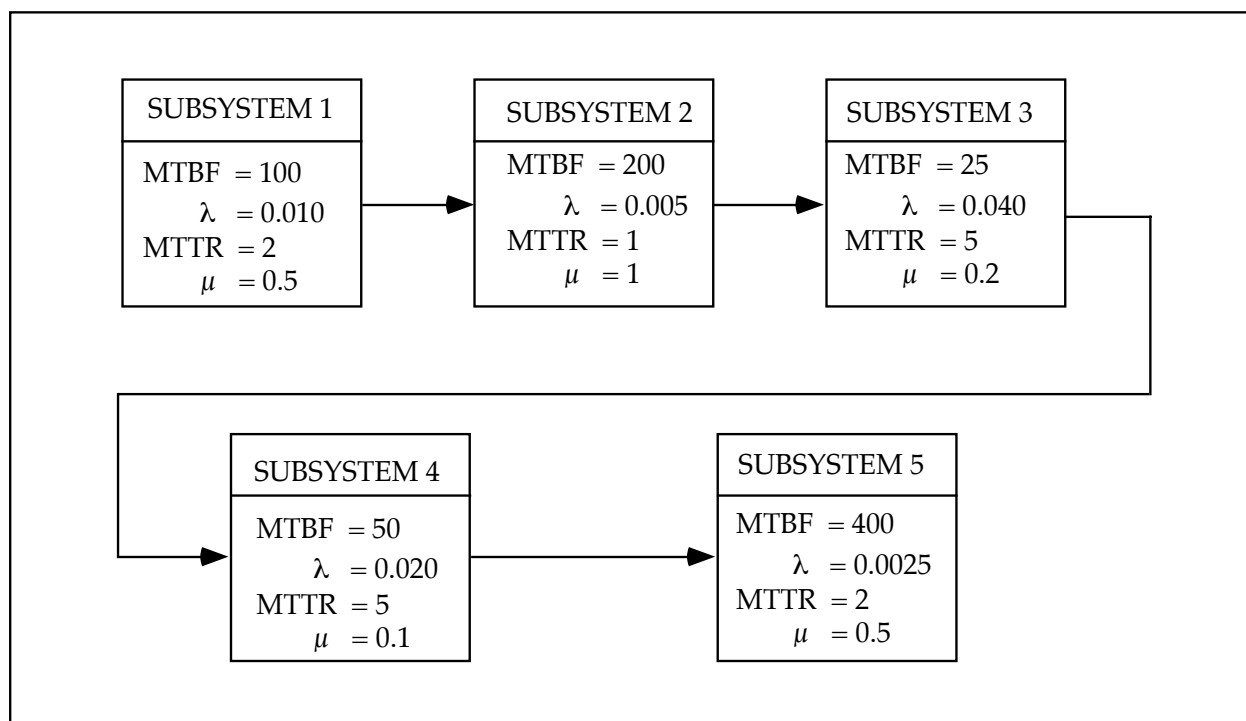 SUBSYSTEM 1
MTBF = 100
λ = 0.010
MTTR = 2
µ = 0.5
SUBSYSTEM 2
MTBF = 200
λ = 0.005
MTTR = 1
µ = 1
SUBSYSTEM 3
MTBF = 25
λ = 0.040
MTTR = 5
µ = 0.2
SUBSYSTEM 4
MTBF = 50
λ = 0.020
MTTR = 5
µ = 0.1
SUBSYSTEM 5
MTBF = 400
λ = 0.0025
MTTR = 2
µ = 0.5